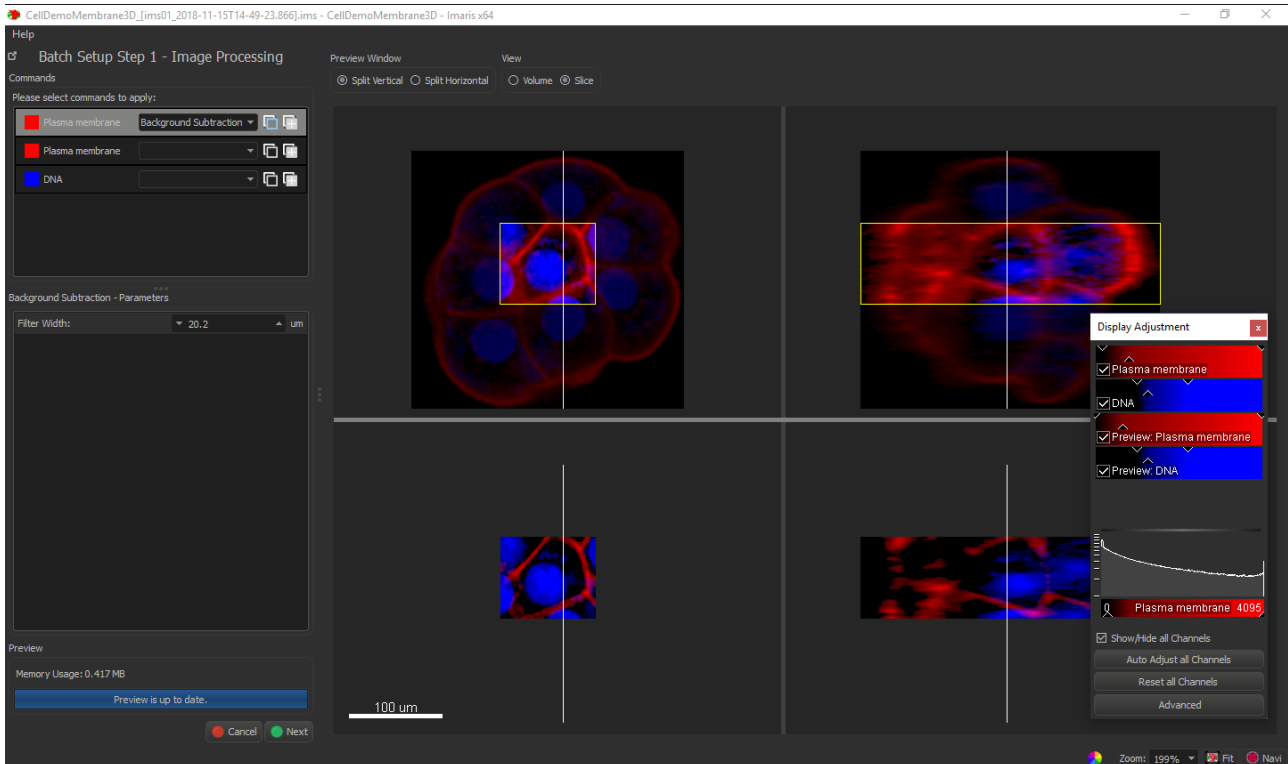 CellDemoMembrane3D_[ims01_2018-11-15T14-49-23.866].ims - CellDemoMembrane3D - Imaris x64
Help
Batch Setup Step 1 - Image Processing
Commands
Please select commands to apply:
Plasma membrane Background Subtraction
Plasma membrane
DNA
Background Subtraction - Parameters
Filter Width: 20.2 um
Preview
Memory Usage: 0.417 MB
Preview is up to date.
Cancel Next
Preview Window View
Split Vertical Split Horizontal Volume Slice
100 um
Display Adjustment x
Plasma membrane
DNA
Preview: Plasma membrane
Preview: DNA
0 Plasma membrane 4095
Show/Hide all Channels
Auto Adjust all Channels
Reset all Channels
Advanced
Zoom: 199% Fit Navi